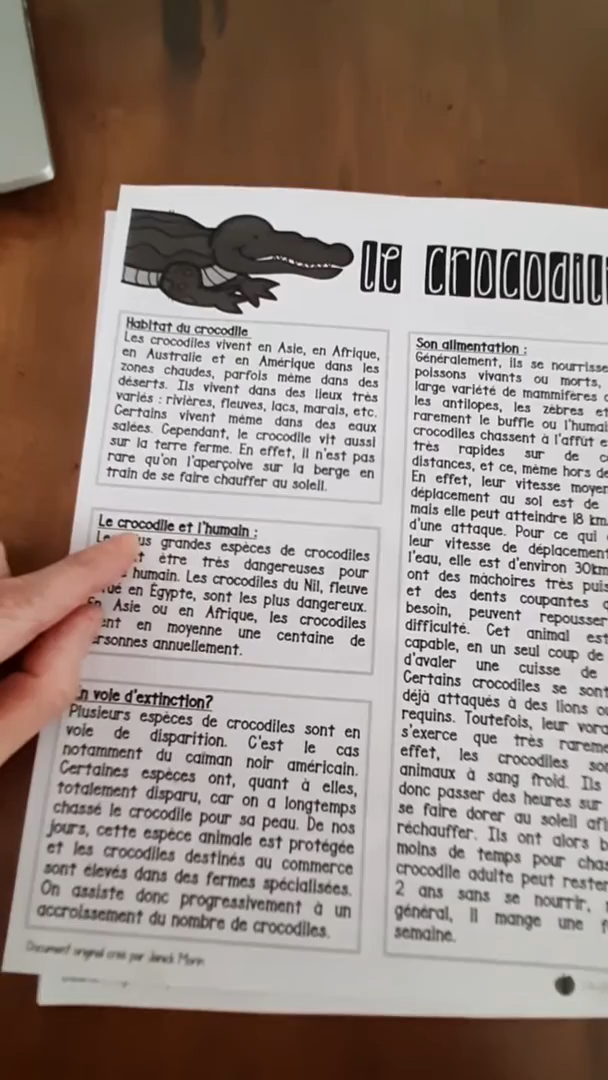 le crocodil
Habitat du crocodile
Les crocodiles vivent en Asie, en Afrique,
en Australie et en Amérique dans les
zones chaudes, parfois même dans des
déserts. Ils vivent dans des lieux très
variés : rivières, fleuves, lacs, marais, etc.
Certains vivent même dans des eaux
salées. Cependant, le crocodile vit aussi
sur la terre ferme. En effet, il n'est pas
rare qu'on l'aperçoive sur la berge en
train de se faire chauffer au soleil.
Le crocodile et l'humain :
grandes espèces de crocodiles
être très dangereuses pour
humain. Les crocodiles du Nil, fleuve
en Égypte, sont les plus dangereux.
Asie ou en Afrique, les crocodiles
en moyenne une centaine de
annuellement.
voie d'extinction?
Plusieurs espèces de crocodiles sont en
voie de disparition. C'est le cas
notamment du caïman noir américain.
Certaines espèces ont, quant à elles,
totalement disparu, car on a longtemps
chassé le crocodile pour sa peau. De nos
jours, cette espèce animale est protégée
et les crocodiles destinés au commerce
sont élevés dans des fermes spécialisées.
On assiste donc progressivement à un
accroissement du nombre de crocodiles.
Document original créé par Janick Morin
Son alimentation :
Généralement, ils se nourrisse
poissons vivants ou morts,
large variété de mammifères
les antilopes, les zèbres et
rarement le buffle ou l'humai
crocodiles chassent à l'affût e
très rapides sur de
distances, et ce, même hors de
En effet, leur vitesse moyen
déplacement au sol est de
mais elle peut atteindre 18 km
d'une attaque. Pour ce qui
leur vitesse de déplacement
l'eau, elle est d'environ 30km
ont des mâchoires très puis
et des dents coupantes
besoin, peuvent repousser
difficulté. Cet animal est
capable, en un seul coup de
d'avaler une cuisse de
Certains crocodiles se sont
déjà attaqués à des lions ou
requins. Toutefois, leur vora
s'exerce que très rareme
effet, les crocodiles so
animaux à sang froid. Ils
donc passer des heures sur
se faire dorer au soleil afi
réchauffer. Ils ont alors b
moins de temps pour chas
crocodile adulte peut rester
2 ans sans se nourrir,
général, il mange une f
semaine.